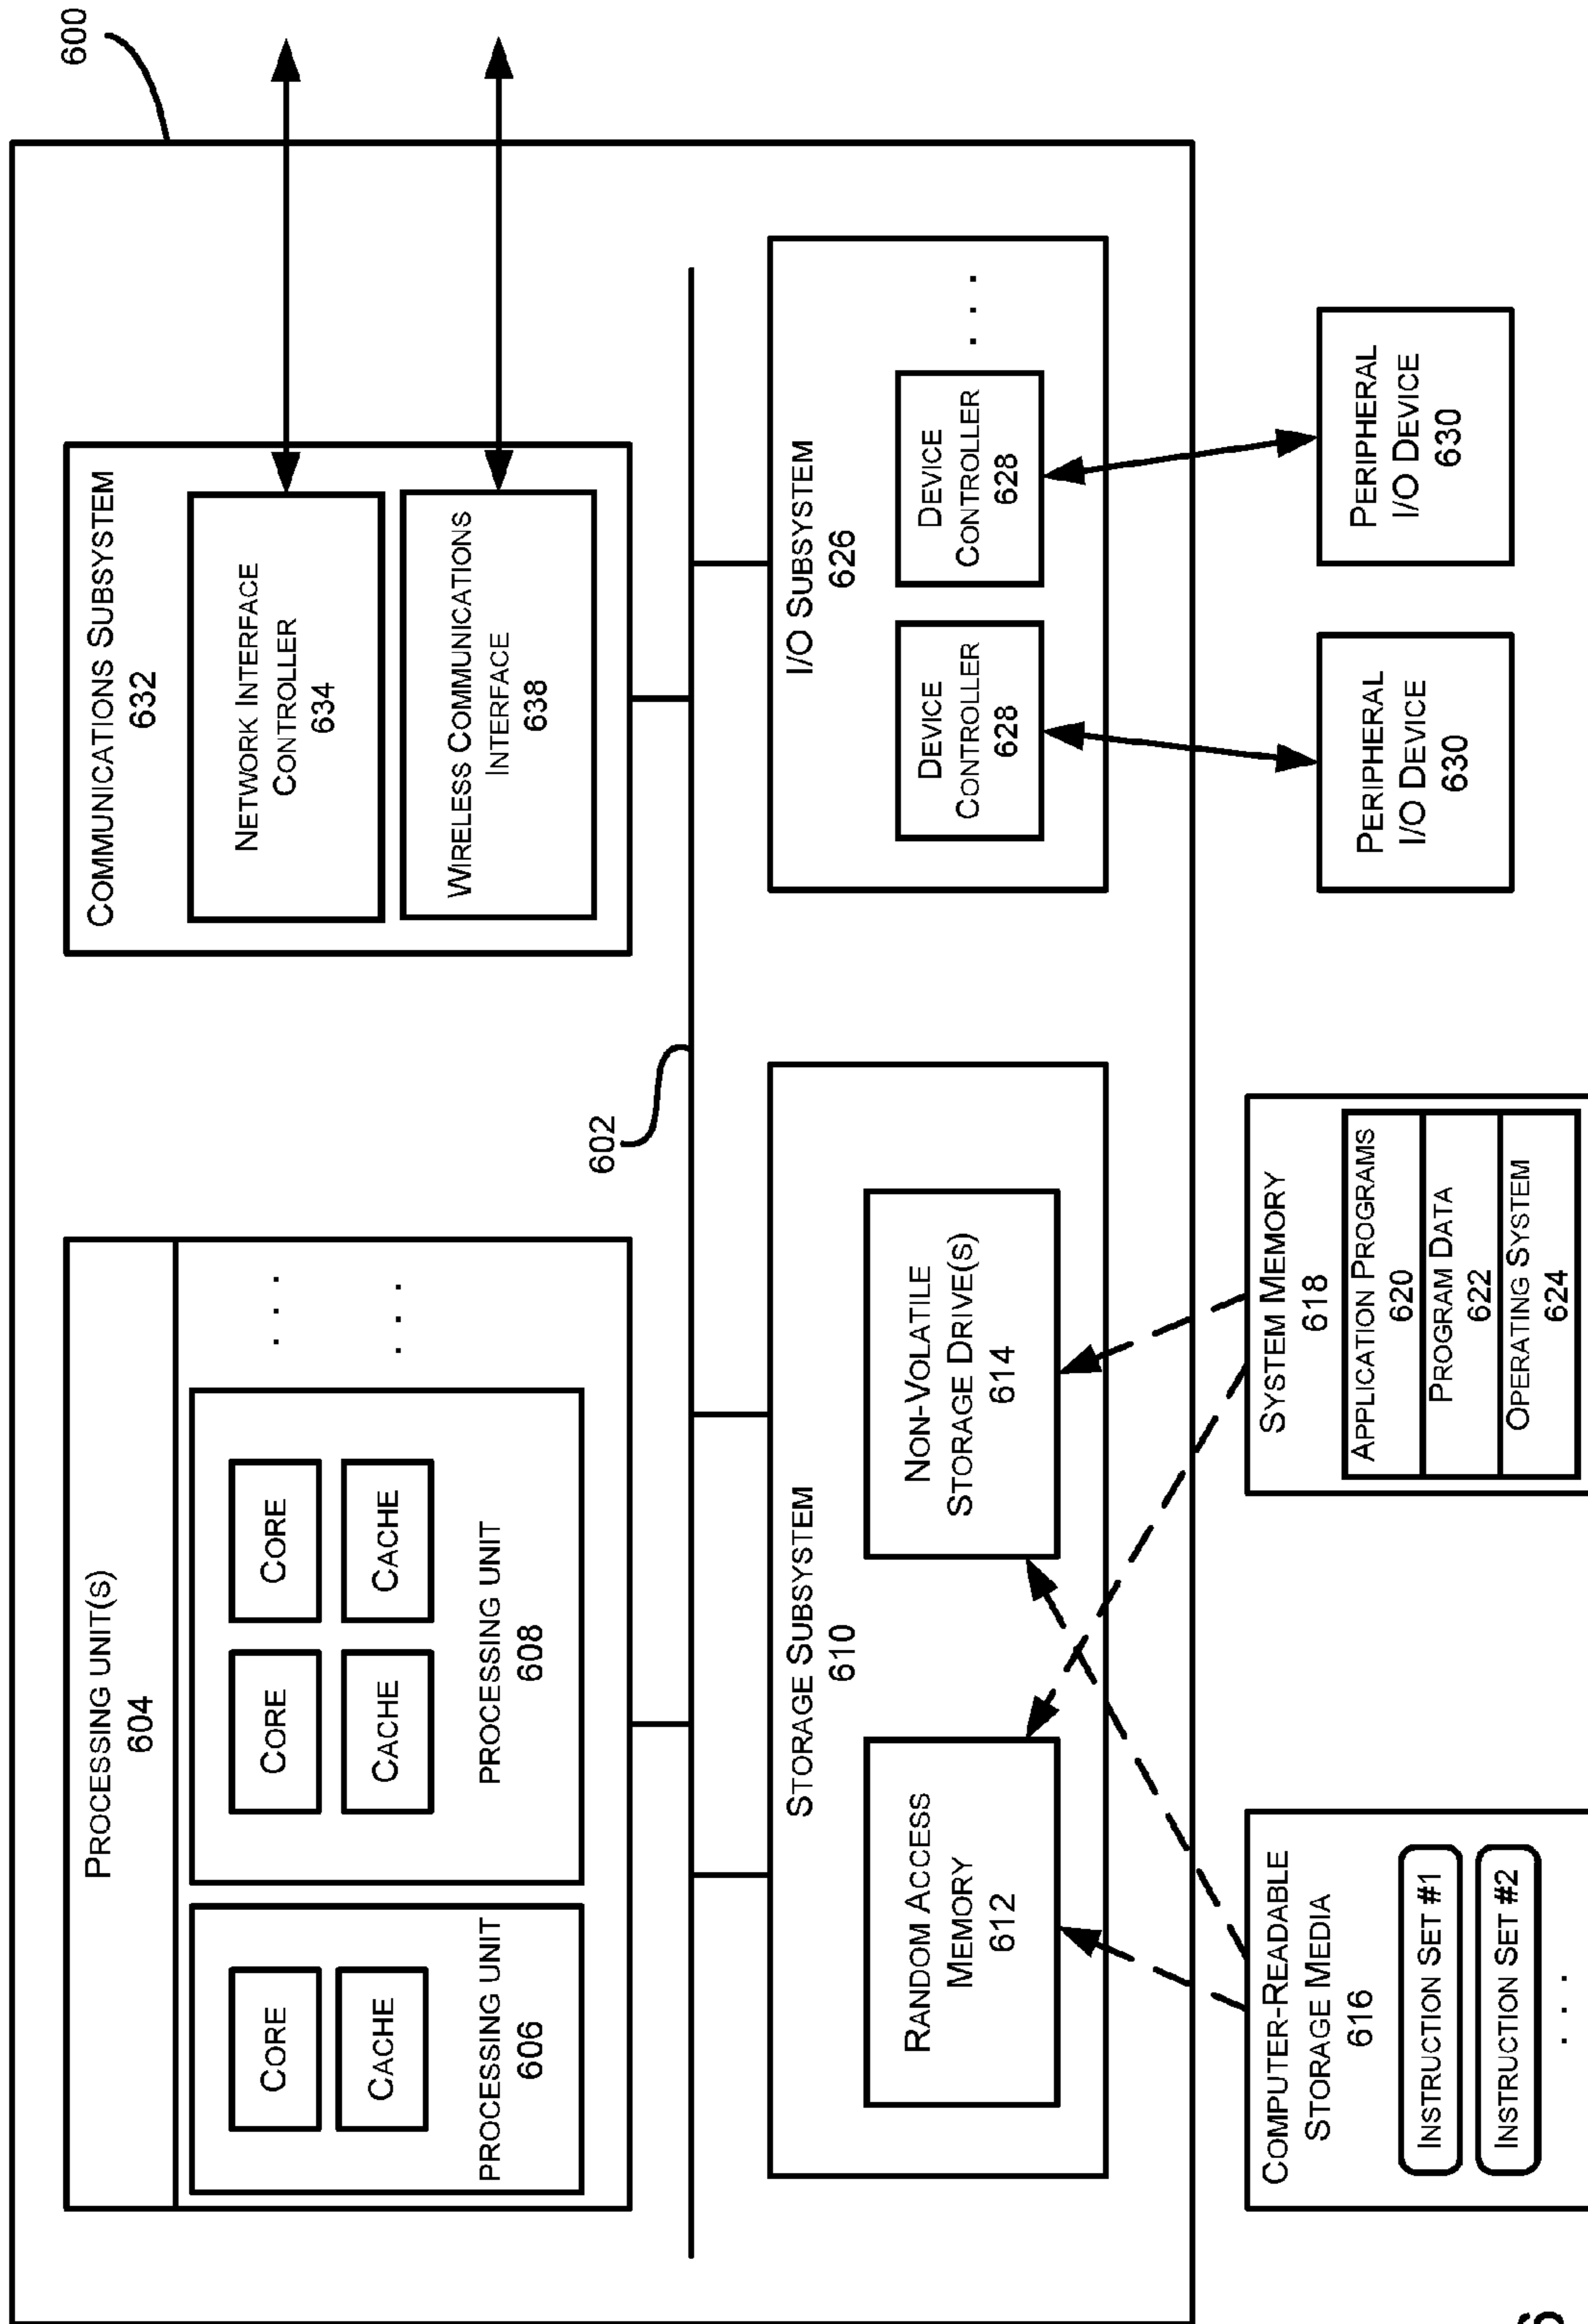 600
PROCESSING UNIT(S)
604
CORE
CACHE
PROCESSING UNIT
606
CORE
CORE
CACHE
CACHE
PROCESSING UNIT
608
. . .
. . .
COMMUNICATIONS SUBSYSTEM
632
NETWORK INTERFACE
CONTROLLER
634
WIRELESS COMMUNICATIONS
INTERFACE
638
602
STORAGE SUBSYSTEM
610
RANDOM ACCESS
MEMORY
612
NON-VOLATILE
STORAGE DRIVE(S)
614
I/O SUBSYSTEM
626
DEVICE
CONTROLLER
628
DEVICE
CONTROLLER
628
. . .
COMPUTER-READABLE
STORAGE MEDIA
616
INSTRUCTION SET #1
INSTRUCTION SET #2
. . .
SYSTEM MEMORY
618
APPLICATION PROGRAMS
620
PROGRAM DATA
622
OPERATING SYSTEM
624
PERIPHERAL
I/O DEVICE
630
PERIPHERAL
I/O DEVICE
630